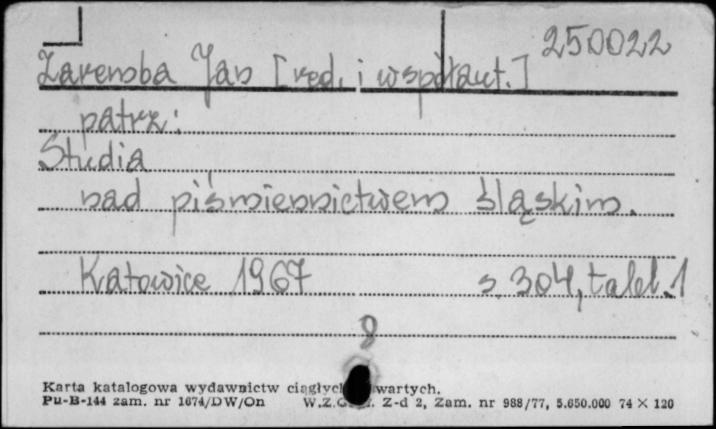 250022
Zaremba Jan [red. i współaut.]
patrz:
Studia
nad piśmiennictwem śląskim.
Katowice 1967 s. 304, tabl. 1
8
Karta katalogowa wydawnictw ciągłych wartych.
Pu-B-144 zam. nr 1674/DW/On W.Z.G. Z-d 2, Zam. nr 988/77, 5.650.000 74 × 120